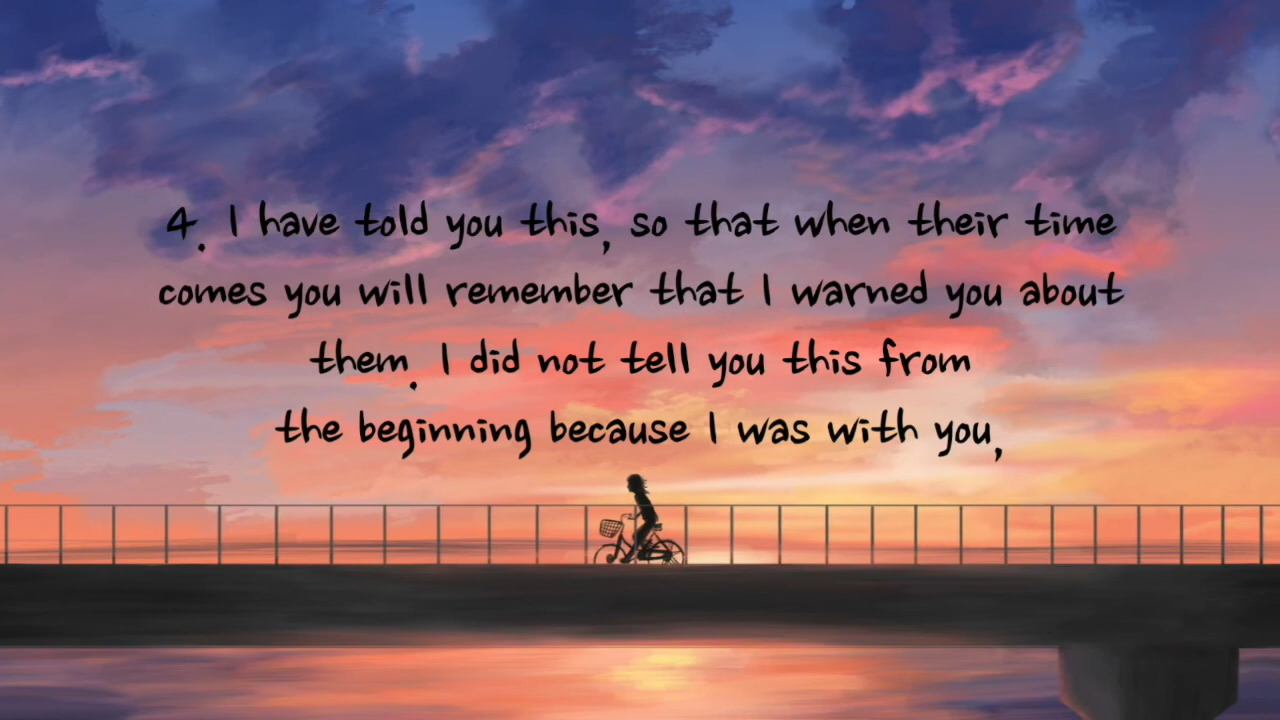 4. I have told you this, so that when their time
comes you will remember that I warned you about
them. I did not tell you this from
the beginning because I was with you,